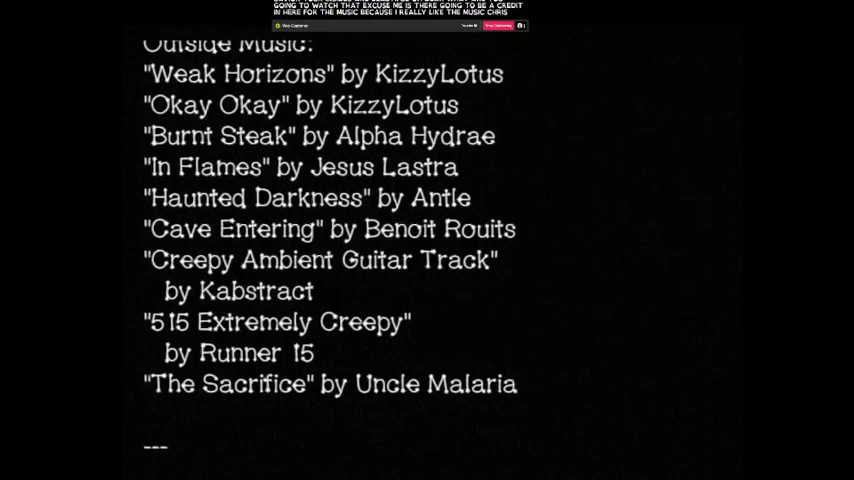 GOING TO WATCH THAT EXCUSE ME IS THERE GOING TO BE A CREDIT
IN HERE FOR THE MUSIC BECAUSE I REALLY LIKE THE MUSIC CHRIS
Web Captioner
Outside Music:
"Weak Horizons" by KizzyLotus
"Okay Okay" by KizzyLotus
"Burnt Steak" by Alpha Hydrae
"In Flames" by Jesus Lastra
"Haunted Darkness" by Antle
"Cave Entering" by Benoit Rouits
"Creepy Ambient Guitar Track"
by Kabstract
"515 Extremely Creepy"
by Runner 15
"The Sacrifice" by Uncle Malaria
---